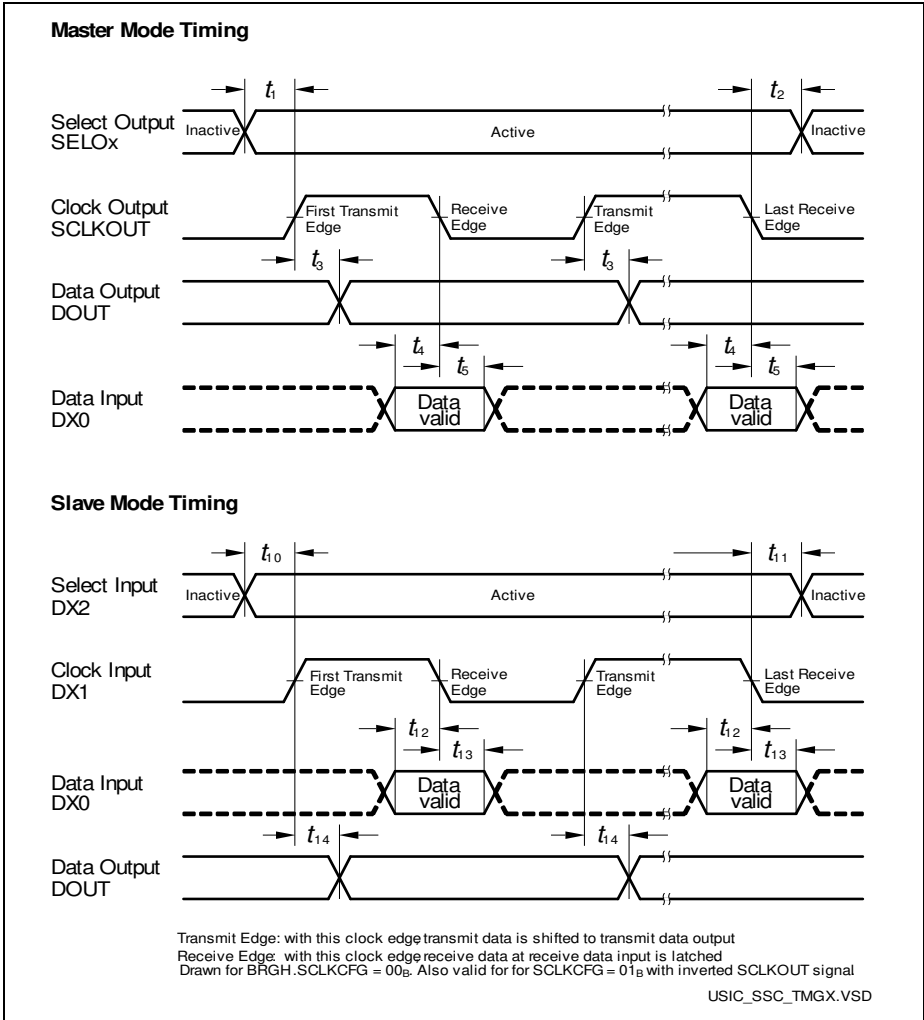 Master Mode Timing
t1
t2
Select Output
SELOx
Inactive
Active
Inactive
Clock Output
SCLKOUT
First Transmit
Edge
Receive
Edge
Transmit
Edge
Last Receive
Edge
t3
t3
Data Output
DOUT
t4
t5
t4
t5
Data Input
DX0
Data
valid
Data
valid
Slave Mode Timing
t10
t11
Select Input
DX2
Inactive
Active
Inactive
Clock Input
DX1
First Transmit
Edge
Receive
Edge
Transmit
Edge
Last Receive
Edge
t12
t13
t12
t13
Data Input
DX0
Data
valid
Data
valid
t14
t14
Data Output
DOUT
Transmit Edge: with this clock edge, transmit data is shifted to transmit data output
Receive Edge: with this clock edge, receive data at receive data input is latched
Drawn for BRGH.SCLKCFG = 00B. Also valid for for SCLKCFG = 01B with inverted SCLKOUT signal
USIC_SSC_TMGX.VSD